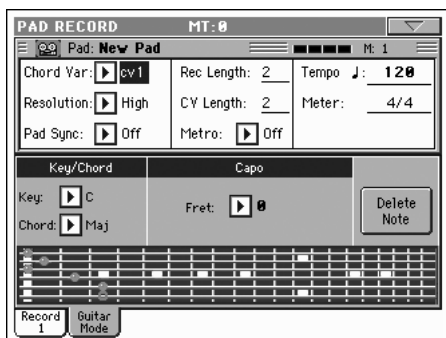 PAD RECORD MT:0
Pad: New Pad M: 1
Chord Var: cv1 Rec Length: 2 Tempo ♩: 120
Resolution: High CV Length: 2 Meter: 4/4
Pad Sync: Off Metro: Off
Key/Chord Capo
Key: C
Fret: 0
Chord: Maj
Delete
Note
Record
1
Guitar
Mode